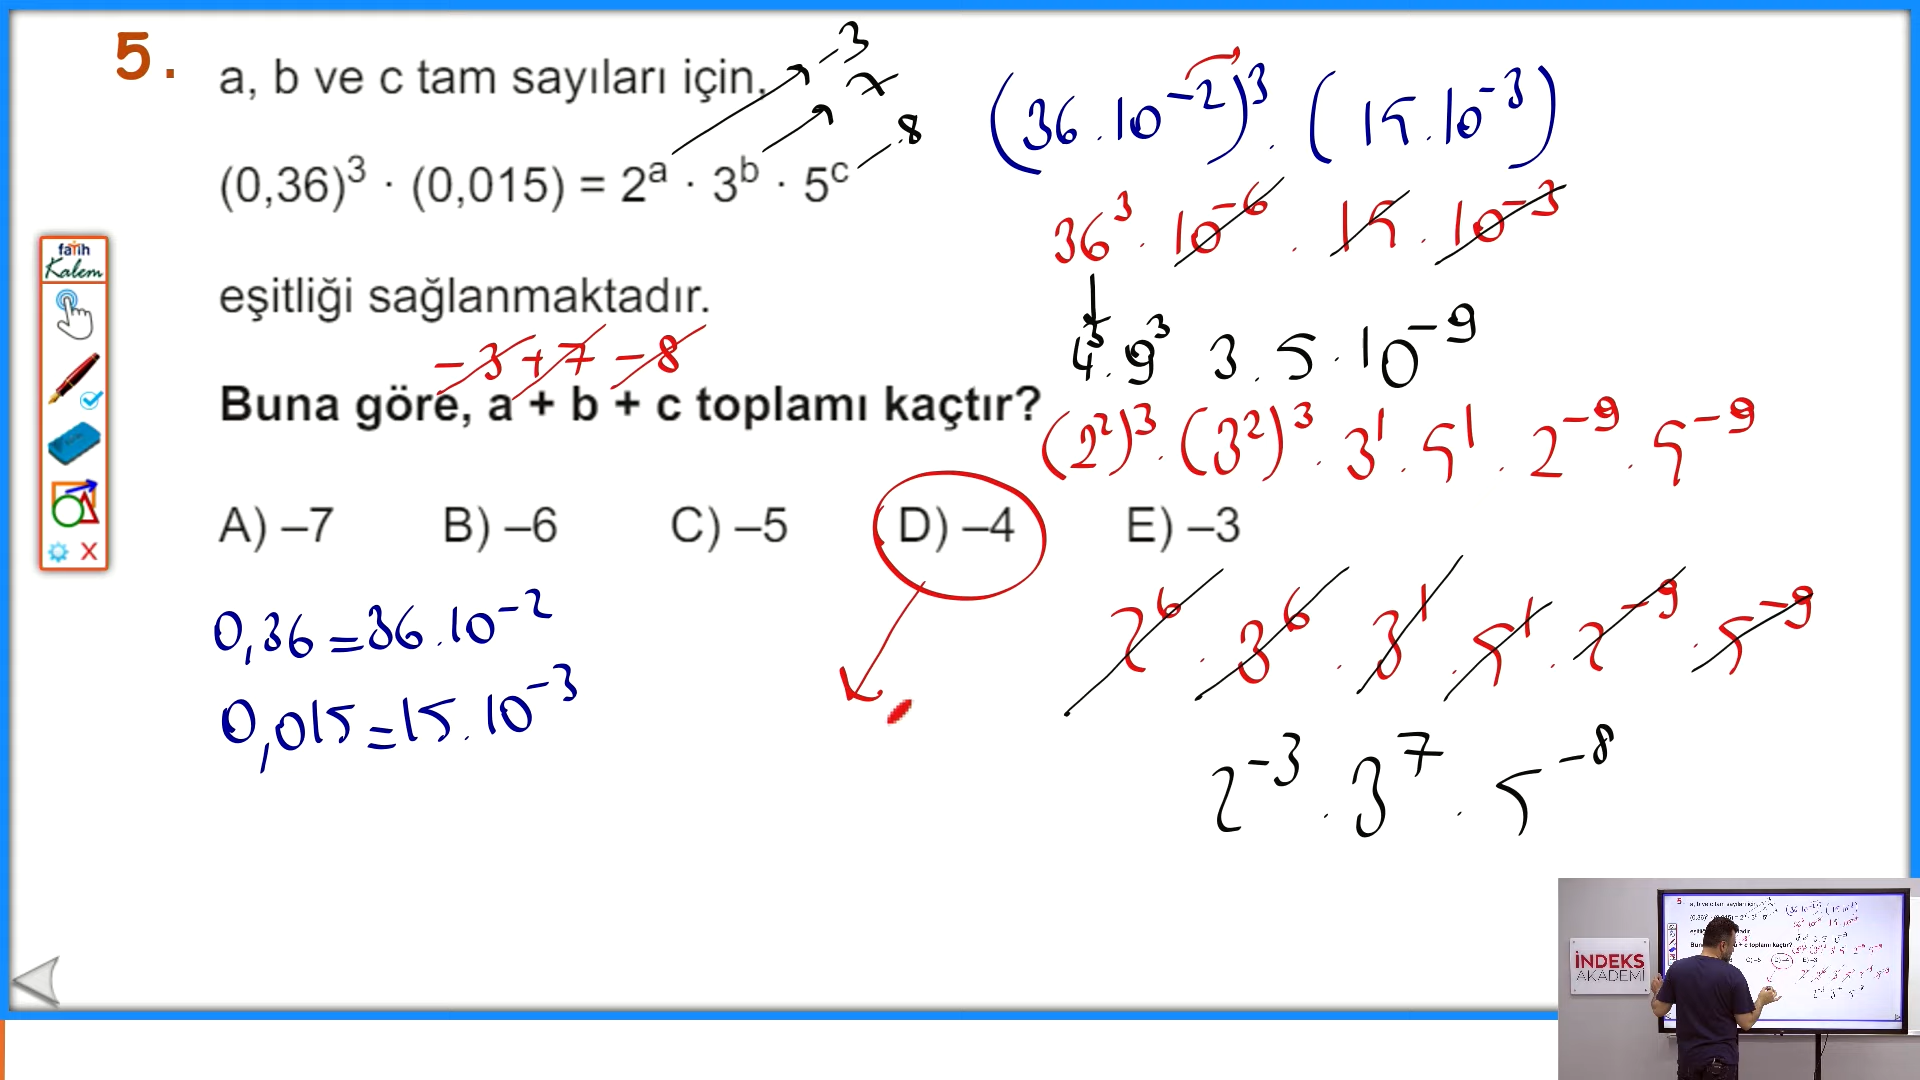 5.
a, b ve c tam sayıları için,
-3
7
-8
(0,36)³ · (0,015) = 2ᵃ · 3ᵇ · 5ᶜ
eşitliği sağlanmaktadır.
-3+7-8
Buna göre, a + b + c toplamı kaçtır?
A) –7 B) –6 C) –5 D) –4 E) –3
0,36=36.10⁻²
0,015=15.10⁻³
(36.10⁻²)³.(15.10⁻³)
36³.10⁻⁶.15.10⁻³
4³.9³ 3.5.10⁻⁹
(2²)³.(3²)³.3¹.5¹.2⁻⁹.5⁻⁹
2⁶.3⁶.3¹.5¹.2⁻⁹.5⁻⁹
2⁻³.3⁷.5⁻⁸
fatih
Kalem
İNDEKS
AKADEMİ